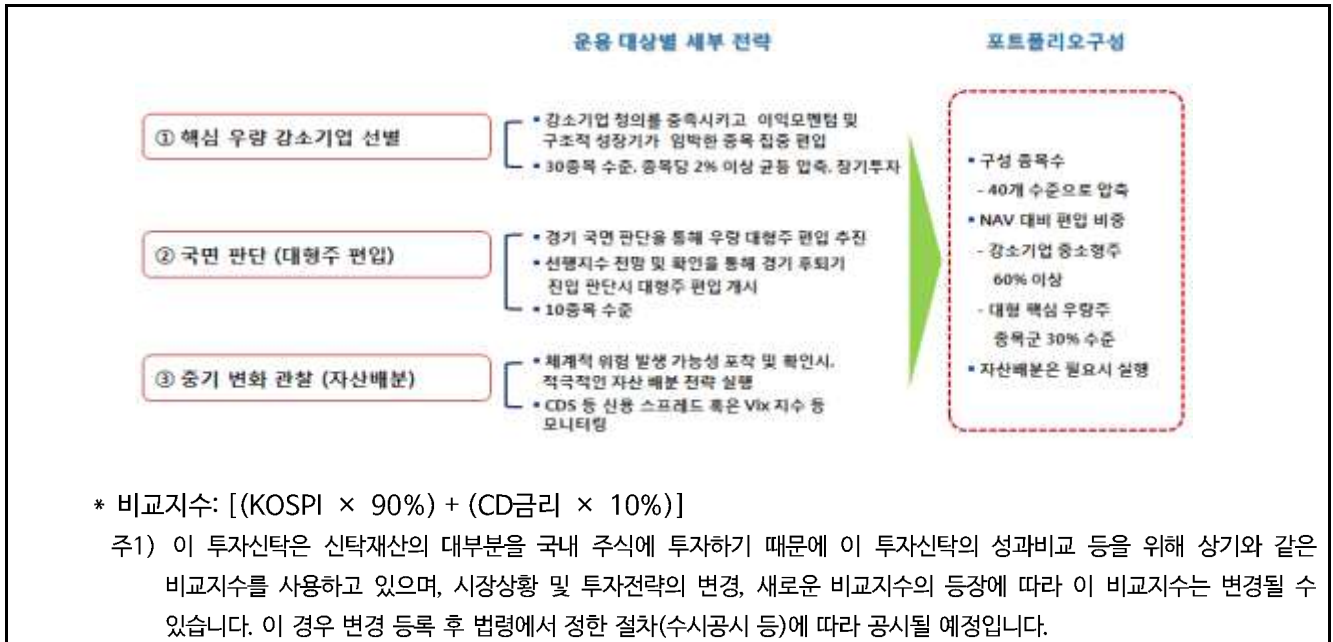 운용 대상별 세부 전략
포트폴리오구성
① 핵심 우량 강소기업 선별
▪ 강소기업 정의를 충족시키고 이익모멘텀 및
구조적 성장기가 임박한 종목 집중 편입
▪ 30종목 수준, 종목당 2% 이상 균등 압축, 장기투자
② 국면 판단 (대형주 편입)
▪ 경기 국면 판단을 통해 우량 대형주 편입 추진
▪ 선행지수 전망 및 확인을 통해 경기 후퇴기
진입 판단시 대형주 편입 개시
▪ 10종목 수준
③ 중기 변화 관찰 (자산배분)
▪ 체계적 위험 발생 가능성 포착 및 확인시,
적극적인 자산 배분 전략 실행
▪ CDS 등 신용 스프레드 혹은 Vix 지수 등
모니터링
▪ 구성 종목수
- 40개 수준으로 압축
▪ NAV 대비 편입 비중
- 강소기업 중소형주
60% 이상
- 대형 핵심 우량주
종목군 30% 수준
▪ 자산배분은 필요시 실행
* 비교지수: [(KOSPI × 90%) + (CD금리 × 10%)]
주1) 이 투자신탁은 신탁재산의 대부분을 국내 주식에 투자하기 때문에 이 투자신탁의 성과비교 등을 위해 상기와 같은
비교지수를 사용하고 있으며, 시장상황 및 투자전략의 변경, 새로운 비교지수의 등장에 따라 이 비교지수는 변경될 수
있습니다. 이 경우 변경 등록 후 법령에서 정한 절차(수시공시 등)에 따라 공시될 예정입니다.